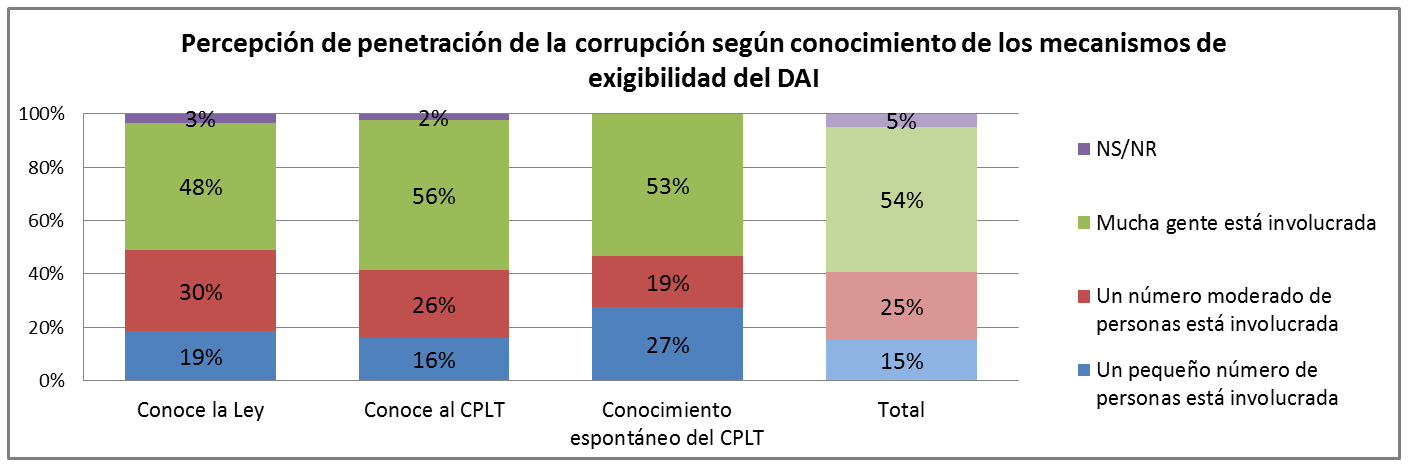 Percepción de penetración de la corrupción según conocimiento de los mecanismos de
exigibilidad del DAI
100%
80%
60%
40%
20%
0%
3%
48%
30%
19%
2%
56%
26%
16%
53%
19%
27%
5%
54%
25%
15%
Conoce la Ley
Conoce al CPLT
Conocimiento
espontáneo del CPLT
Total
NS/NR
Mucha gente está involucrada
Un número moderado de
personas está involucrada
Un pequeño número de
personas está involucrada